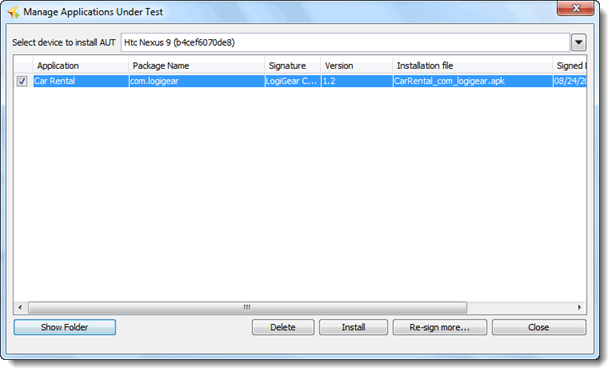 Manage Applications Under Test
Select device to install AUT Htc Nexus 9 (b4cef6070de8)
Application Package Name Signature Version Installation file Signed
Car Rental com.logigear LogiGear C... 1.2 CarRental_com_logigear.apk 08/24/20
Show Folder Delete Install Re-sign more... Close